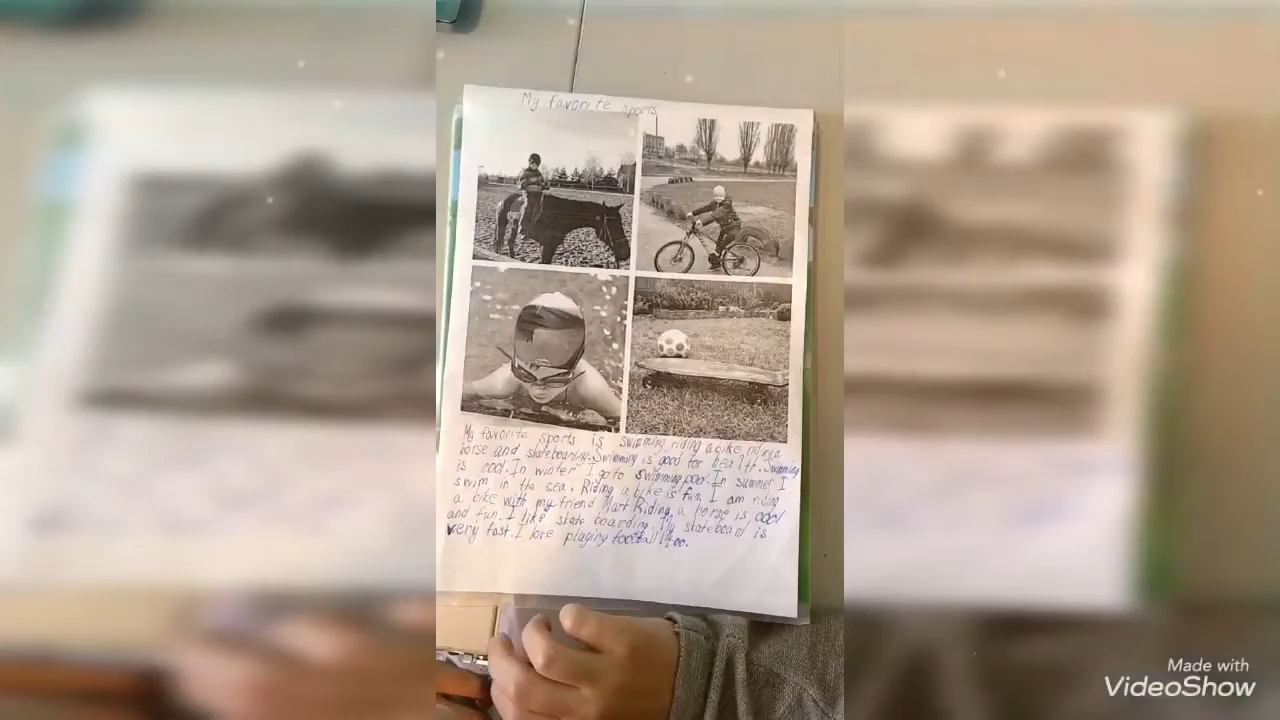 My favorite sports
My favorite sports is swimming, riding a bike, riding a
horse and skateboarding. Swimming is good for health. Swimming
is cool. In winter I go to swimming pool. In summer I
swim in the sea. Riding a bike is fun. I am riding
a bike with my friend Mart. Riding a horse is cool
and fun. I like skate boarding. My skateboard is
very fast. I love playing football too.
Made with
VideoShow